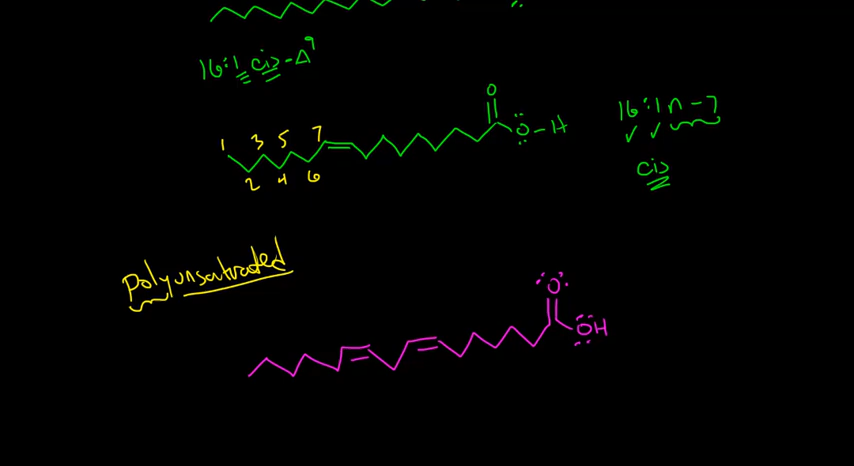 16:1 cis-Δ⁹
O
16:1 n-7
O-H
1 3 5 7
2 4 6
cis
polyunsaturated
O
OH